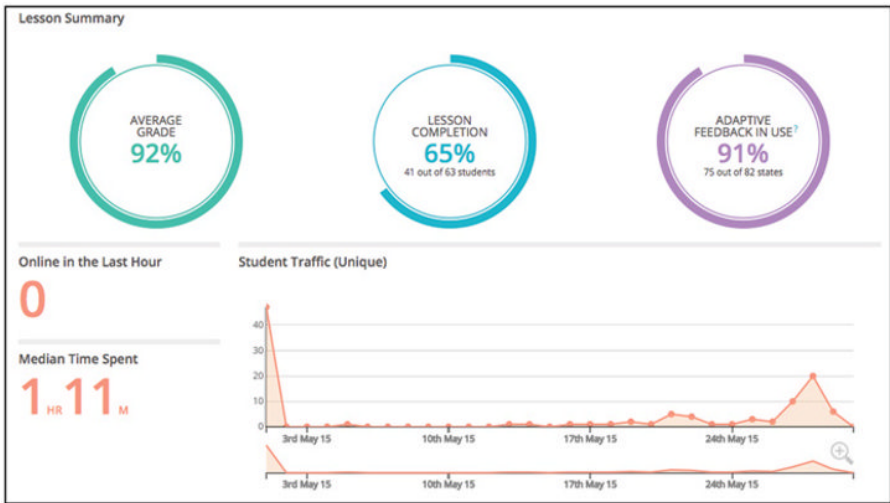 Lesson Summary
AVERAGE
GRADE
92%
LESSON
COMPLETION
65%
41 out of 63 students
ADAPTIVE
FEEDBACK IN USE?
91%
75 out of 82 states
Online in the Last Hour
0
Median Time Spent
1 HR 11 M
Student Traffic (Unique)
40
30
20
10
0
3rd May 15 10th May 15 17th May 15 24th May 15
3rd May 15 10th May 15 17th May 15 24th May 15